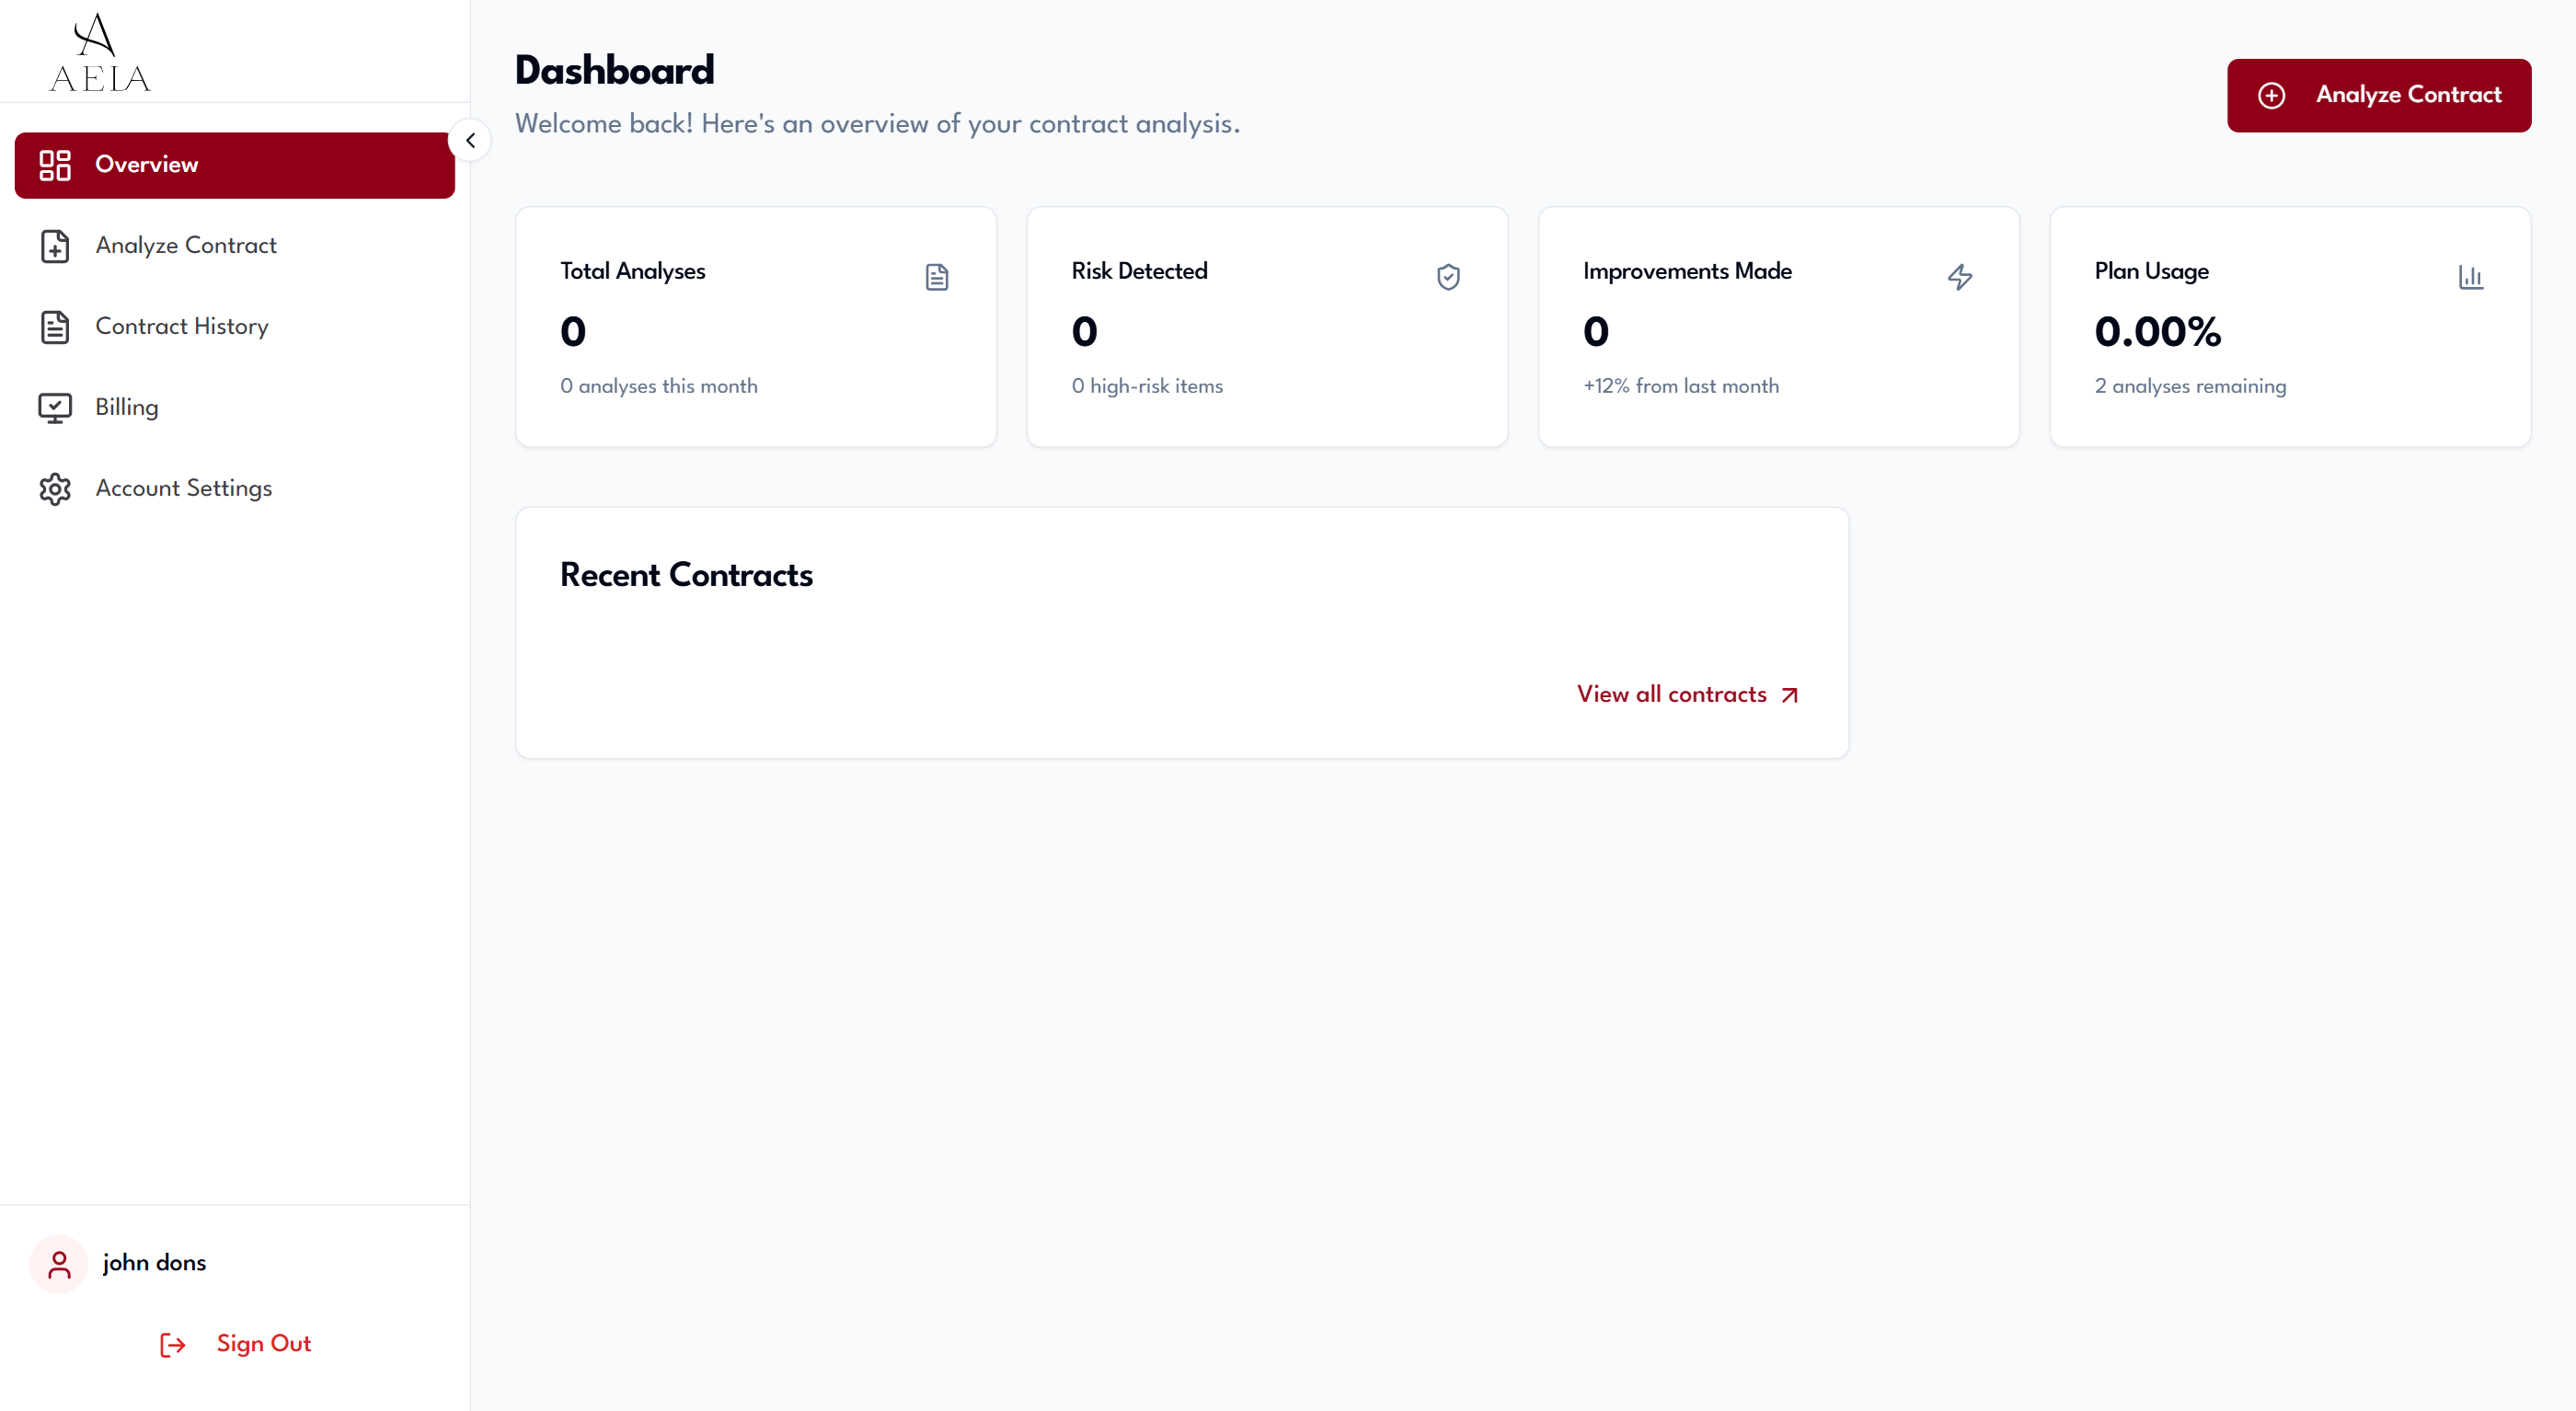 A
AELA
Overview
Analyze Contract
Contract History
Billing
Account Settings
john dons
Sign Out
Dashboard
Welcome back! Here's an overview of your contract analysis.
Analyze Contract
Total Analyses
0
0 analyses this month
Risk Detected
0
0 high-risk items
Improvements Made
0
+12% from last month
Plan Usage
0.00%
2 analyses remaining
Recent Contracts
View all contracts